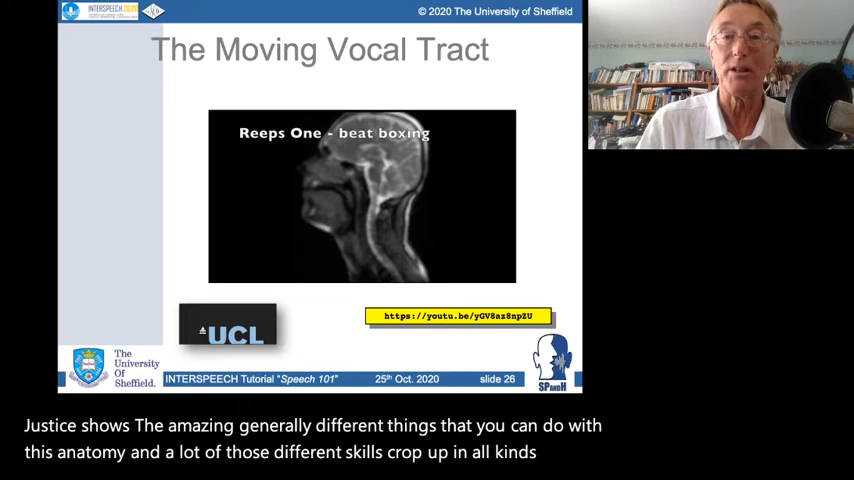 INTERSPEECH 2020
© 2020 The University of Sheffield
The Moving Vocal Tract
Reeps One - beat boxing
UCL
https://youtu.be/yGV8az8npZU
The
University
Of
Sheffield.
SPandH
INTERSPEECH Tutorial "Speech 101"
25th Oct. 2020
slide 26
Justice shows The amazing generally different things that you can do with
this anatomy and a lot of those different skills crop up in all kinds